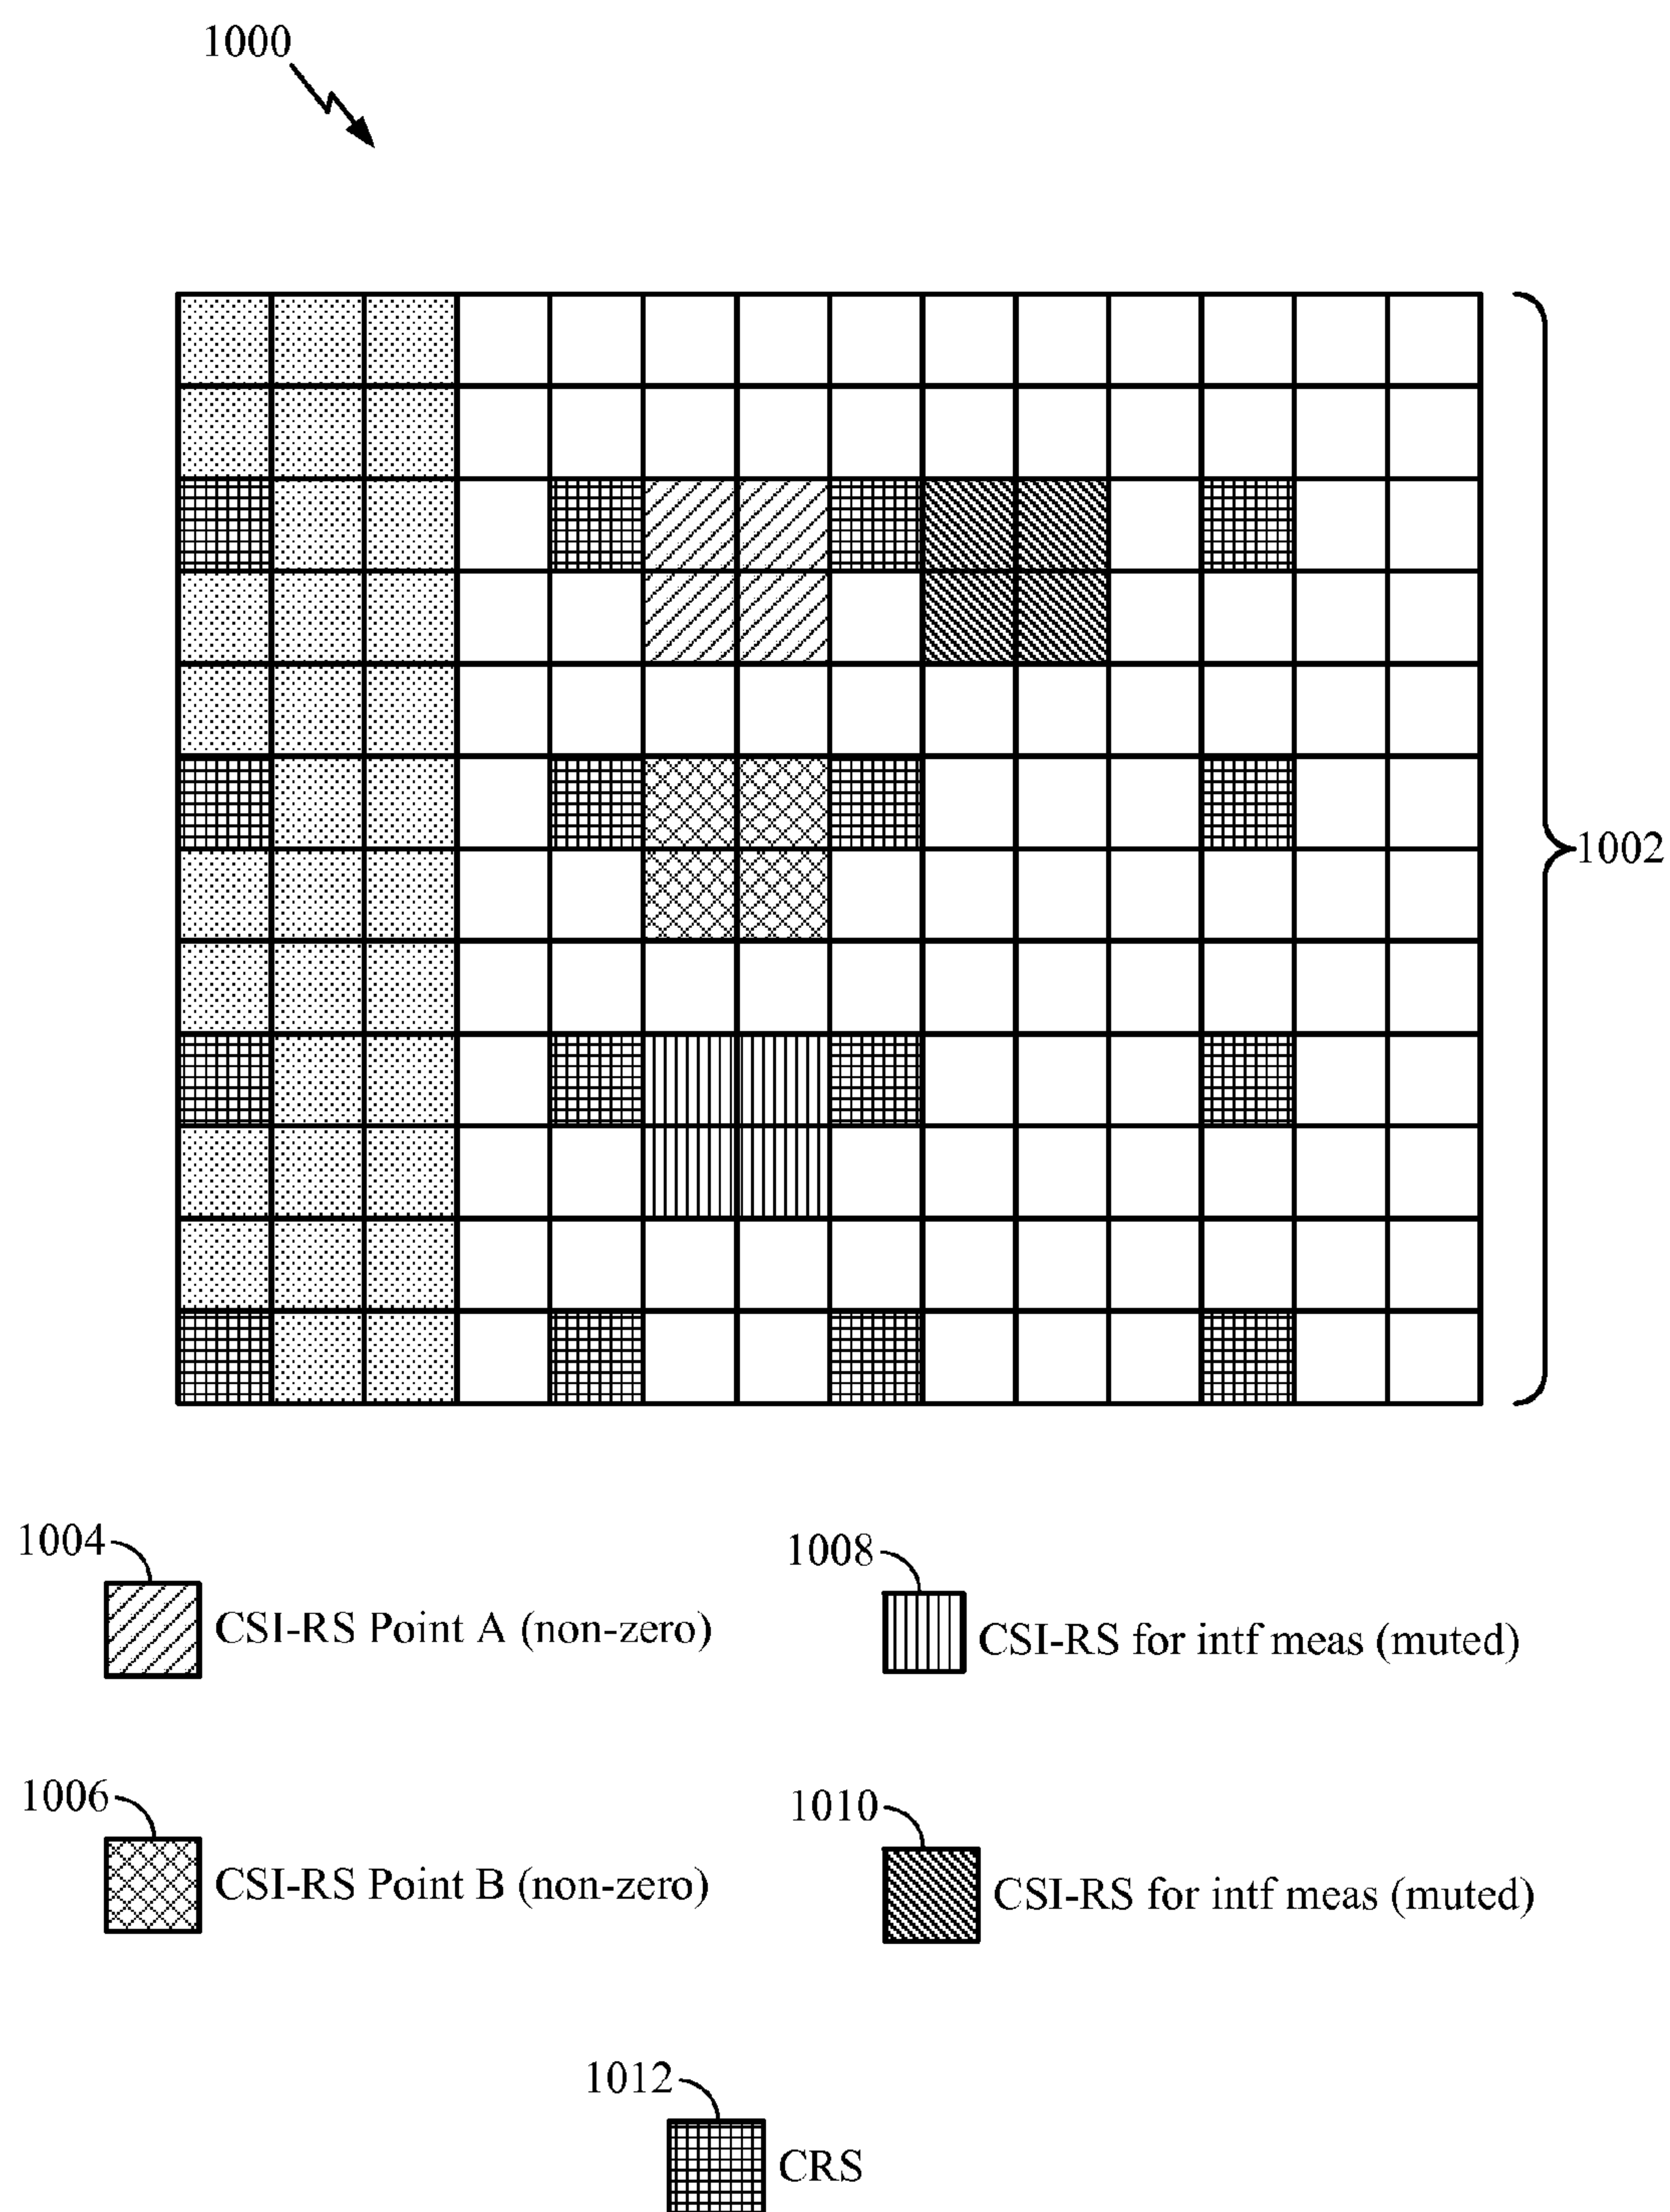 1000
1002
1004
CSI-RS Point A (non-zero)
1008
CSI-RS for intf meas (muted)
1006
CSI-RS Point B (non-zero)
1010
CSI-RS for intf meas (muted)
1012
CRS